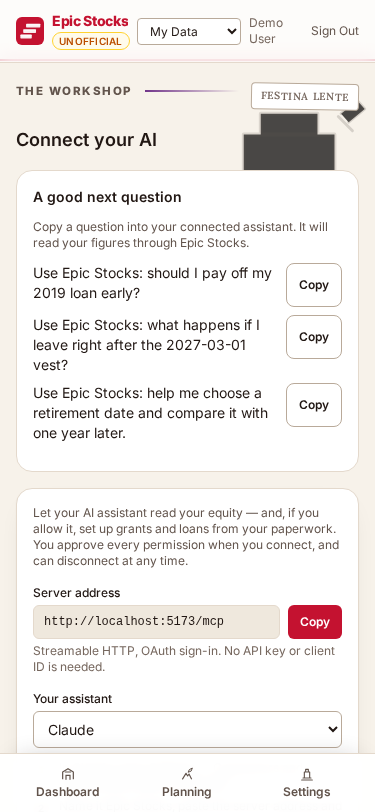 Epic Stocks
UNOFFICIAL
My Data
Demo
User
Sign Out
THE WORKSHOP
FESTINA LENTE
Connect your AI
A good next question
Copy a question into your connected assistant. It will
read your figures through Epic Stocks.
Use Epic Stocks: should I pay off my
2019 loan early?
Copy
Use Epic Stocks: what happens if I
leave right after the 2027-03-01
vest?
Copy
Use Epic Stocks: help me choose a
retirement date and compare it with
one year later.
Copy
Let your AI assistant read your equity — and, if you
allow it, set up grants and loans from your paperwork.
You approve every permission when you connect, and
can disconnect at any time.
Server address
http://localhost:5173/mcp
Copy
Streamable HTTP, OAuth sign-in. No API key or client
ID is needed.
Your assistant
Claude
Dashboard
Planning
Settings